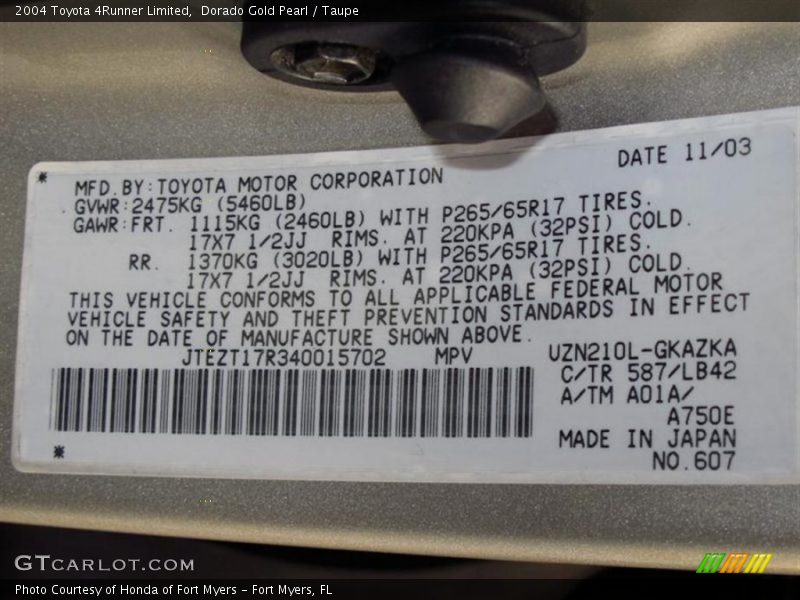 2004 Toyota 4Runner Limited,  Dorado Gold Pearl / Taupe
DATE 11/03
* MFD.BY:TOYOTA MOTOR CORPORATION
GVWR:2475KG (5460LB)
GAWR:FRT. 1115KG (2460LB) WITH P265/65R17 TIRES.
17X7 1/2JJ RIMS. AT 220KPA (32PSI) COLD.
RR. 1370KG (3020LB) WITH P265/65R17 TIRES.
17X7 1/2JJ RIMS. AT 220KPA (32PSI) COLD.
THIS VEHICLE CONFORMS TO ALL APPLICABLE FEDERAL MOTOR
VEHICLE SAFETY AND THEFT PREVENTION STANDARDS IN EFFECT
ON THE DATE OF MANUFACTURE SHOWN ABOVE.
JTEZT17R340015702 MPV UZN210L-GKAZKA
C/TR 587/LB42
A/TM A01A/
A750E
MADE IN JAPAN
* NO.607
GTCARLOT.COM
Photo Courtesy of Honda of Fort Myers - Fort Myers, FL